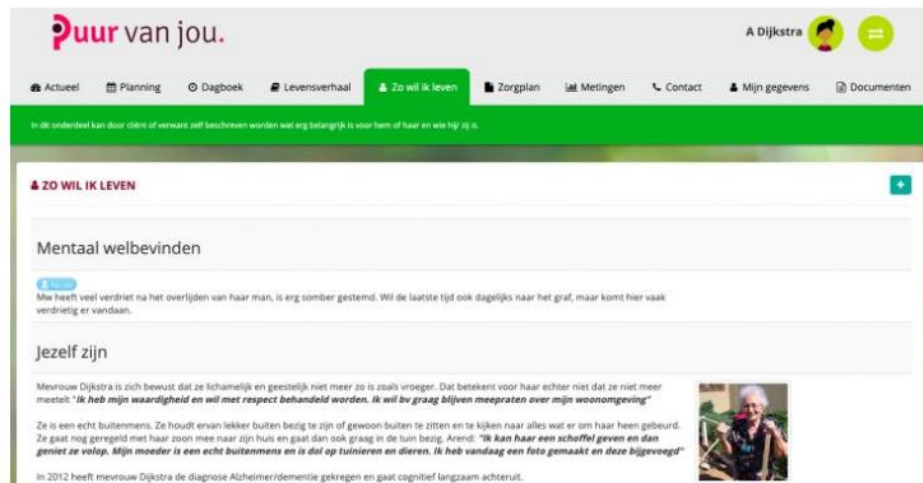 Puur van jou.
A Dijkstra
Actueel Planning Dagboek Levensverhaal Zo wil ik leven Zorgplan Metingen Contact Mijn gegevens Documenten
In dit onderdeel kan door cliënt of verwant zelf beschreven worden wat erg belangrijk is voor hem of haar en wie hij/ zij is.
ZO WIL IK LEVEN
Mentaal welbevinden
Mw heeft veel verdriet na het overlijden van haar man, is erg somber gestemd. Wil de laatste tijd ook dagelijks naar het graf, maar komt hier vaak
verdrietig er vandaan.
Jezelf zijn
Mevrouw Dijkstra is zich bewust dat ze lichamelijk en geestelijk niet meer zo is zoals vroeger. Dat betekent voor haar echter niet dat ze niet meer
meetelt "Ik heb mijn waardigheid en wil met respect behandeld worden. Ik wil bv graag blijven meepraten over mijn woonomgeving"
Ze is een echt buitenmens. Ze houdt ervan lekker buiten bezig te zijn of gewoon buiten te zitten en te kijken naar alles wat er om haar heen gebeurd.
Ze gaat nog geregeld met haar zoon mee naar zijn huis en gaat dan ook graag in de tuin bezig. Arend: "Ik kan haar een schoffel geven en dan
geniet ze volop. Mijn moeder is een echt buitenmens en is dol op tuinieren en dieren. Ik heb vandaag een foto gemaakt en deze bijgevoegd"
In 2012 heeft mevrouw Dijkstra de diagnose Alzheimer/dementie gekregen en gaat cognitief langzaam achteruit.